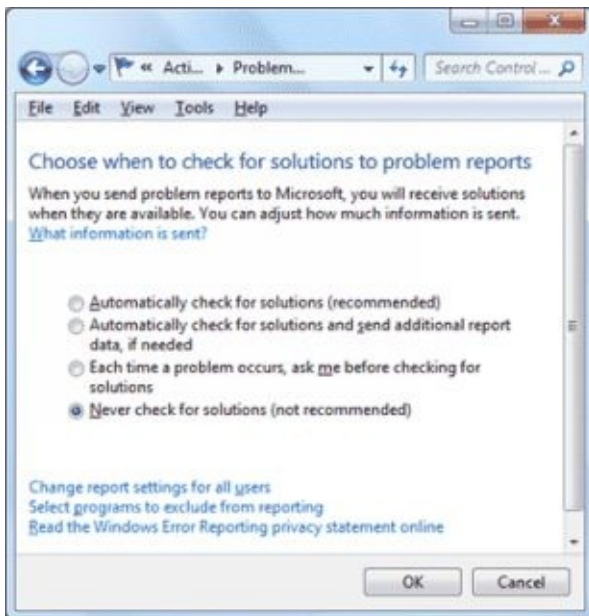 « Acti... ▸ Problem...
Search Control ...
File Edit View Tools Help
Choose when to check for solutions to problem reports
When you send problem reports to Microsoft, you will receive solutions
when they are available. You can adjust how much information is sent.
What information is sent?
Automatically check for solutions (recommended)
Automatically check for solutions and send additional report
data, if needed
Each time a problem occurs, ask me before checking for
solutions
Never check for solutions (not recommended)
Change report settings for all users
Select programs to exclude from reporting
Read the Windows Error Reporting privacy statement online
OK Cancel